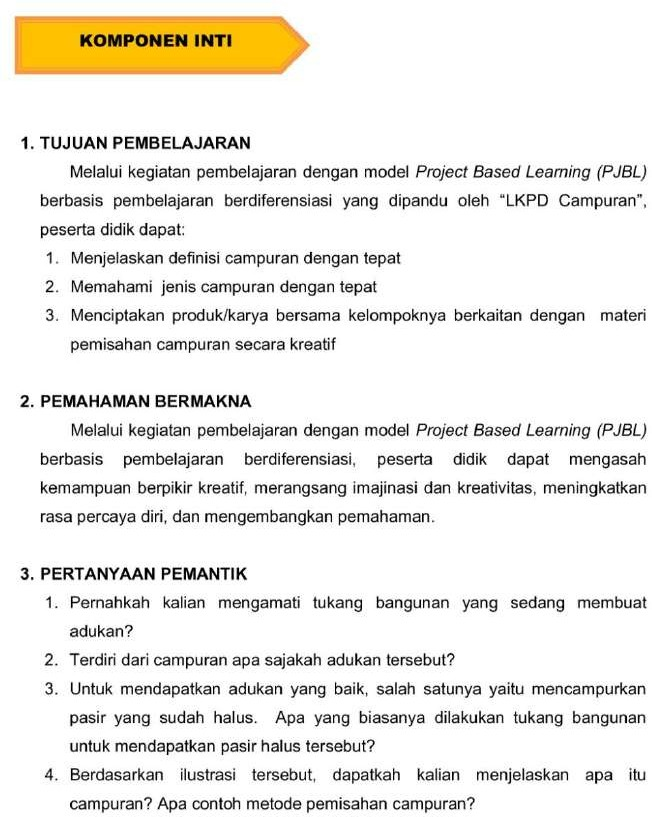 KOMPONEN INTI
1. TUJUAN PEMBELAJARAN
Melalui kegiatan pembelajaran dengan model Project Based Learning (PJBL)
berbasis pembelajaran berdiferensiasi yang dipandu oleh “LKPD Campuran”,
peserta didik dapat:
1. Menjelaskan definisi campuran dengan tepat
2. Memahami jenis campuran dengan tepat
3. Menciptakan produk/karya bersama kelompoknya berkaitan dengan materi
pemisahan campuran secara kreatif
2. PEMAHAMAN BERMAKNA
Melalui kegiatan pembelajaran dengan model Project Based Learning (PJBL)
berbasis pembelajaran berdiferensiasi, peserta didik dapat mengasah
kemampuan berpikir kreatif, merangsang imajinasi dan kreativitas, meningkatkan
rasa percaya diri, dan mengembangkan pemahaman.
3. PERTANYAAN PEMANTIK
1. Pernahkah kalian mengamati tukang bangunan yang sedang membuat
adukan?
2. Terdiri dari campuran apa sajakah adukan tersebut?
3. Untuk mendapatkan adukan yang baik, salah satunya yaitu mencampurkan
pasir yang sudah halus. Apa yang biasanya dilakukan tukang bangunan
untuk mendapatkan pasir halus tersebut?
4. Berdasarkan ilustrasi tersebut, dapatkah kalian menjelaskan apa itu
campuran? Apa contoh metode pemisahan campuran?